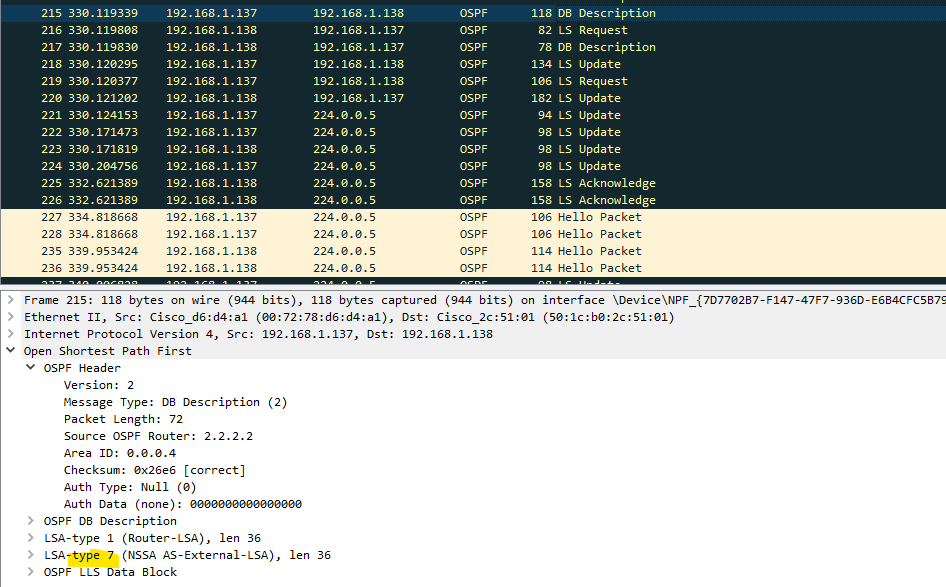 215 330.119339 192.168.1.137 192.168.1.138 OSPF 118 DB Description
216 330.119808 192.168.1.138 192.168.1.137 OSPF 82 LS Request
217 330.119830 192.168.1.138 192.168.1.137 OSPF 78 DB Description
218 330.120295 192.168.1.137 192.168.1.138 OSPF 134 LS Update
219 330.120377 192.168.1.137 192.168.1.138 OSPF 106 LS Request
220 330.121202 192.168.1.138 192.168.1.137 OSPF 182 LS Update
221 330.124153 192.168.1.137 224.0.0.5 OSPF 94 LS Update
222 330.171473 192.168.1.137 224.0.0.5 OSPF 98 LS Update
223 330.171819 192.168.1.138 224.0.0.5 OSPF 98 LS Update
224 330.204756 192.168.1.137 224.0.0.5 OSPF 98 LS Update
225 332.621389 192.168.1.138 224.0.0.5 OSPF 158 LS Acknowledge
226 332.621389 192.168.1.138 224.0.0.5 OSPF 158 LS Acknowledge
227 334.818668 192.168.1.137 224.0.0.5 OSPF 106 Hello Packet
228 334.818668 192.168.1.137 224.0.0.5 OSPF 106 Hello Packet
235 339.953424 192.168.1.138 224.0.0.5 OSPF 114 Hello Packet
236 339.953424 192.168.1.138 224.0.0.5 OSPF 114 Hello Packet
Frame 215: 118 bytes on wire (944 bits), 118 bytes captured (944 bits) on interface \Device\NPF_{7D7702B7-F147-47F7-936D-E6B4CFC5B79
Ethernet II, Src: Cisco_d6:d4:a1 (00:72:78:d6:d4:a1), Dst: Cisco_2c:51:01 (50:1c:b0:2c:51:01)
Internet Protocol Version 4, Src: 192.168.1.137, Dst: 192.168.1.138
Open Shortest Path First
OSPF Header
Version: 2
Message Type: DB Description (2)
Packet Length: 72
Source OSPF Router: 2.2.2.2
Area ID: 0.0.0.4
Checksum: 0x26e6 [correct]
Auth Type: Null (0)
Auth Data (none): 0000000000000000
OSPF DB Description
LSA-type 1 (Router-LSA), len 36
LSA-type 7 (NSSA AS-External-LSA), len 36
OSPF LLS Data Block